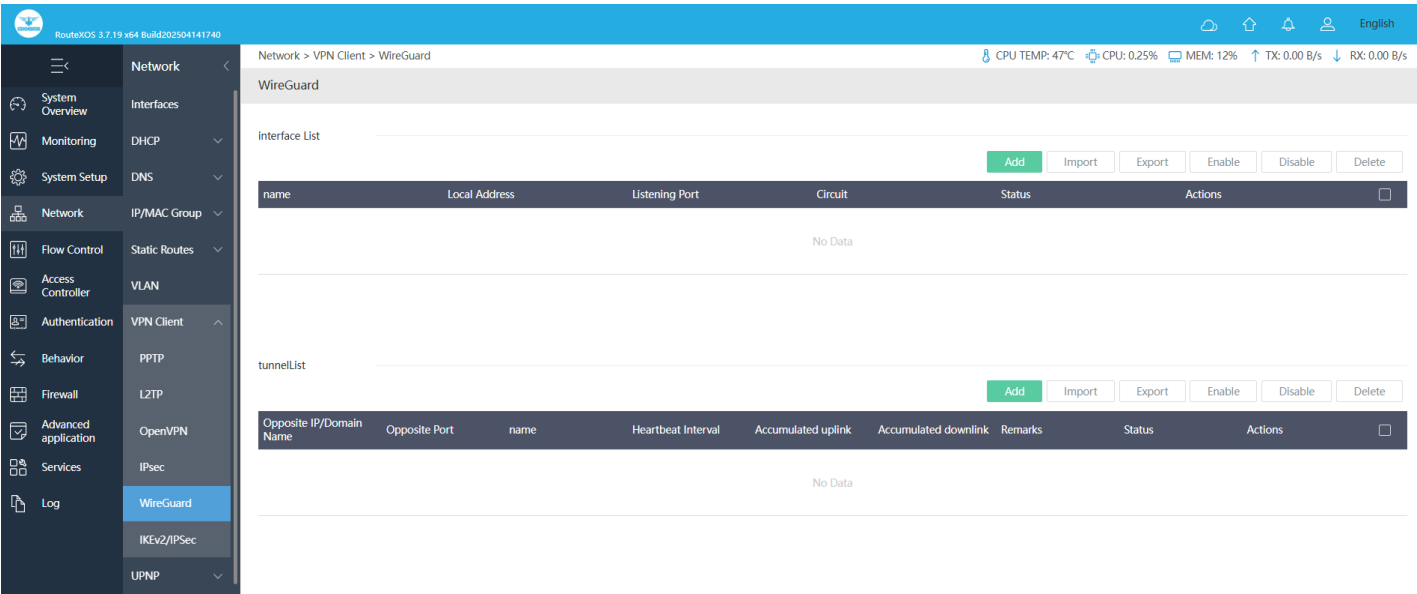 RouteXOS 3.7.19 x64 Build202504141740
English
Network
Network > VPN Client > WireGuard
CPU TEMP: 47°C
CPU: 0.25%
MEM: 12%
TX: 0.00 B/s
RX: 0.00 B/s
System
Overview
Monitoring
System Setup
Network
Flow Control
Access
Controller
Authentication
Behavior
Firewall
Advanced
application
Services
Log
Interfaces
DHCP
DNS
IP/MAC Group
Static Routes
VLAN
VPN Client
PPTP
L2TP
OpenVPN
IPsec
WireGuard
IKEv2/IPSec
UPNP
WireGuard
interface List
Add Import Export Enable Disable Delete
name Local Address Listening Port Circuit Status Actions
No Data
tunnelList
Add Import Export Enable Disable Delete
Opposite IP/Domain
Name Opposite Port name Heartbeat Interval Accumulated uplink Accumulated downlink Remarks Status Actions
No Data